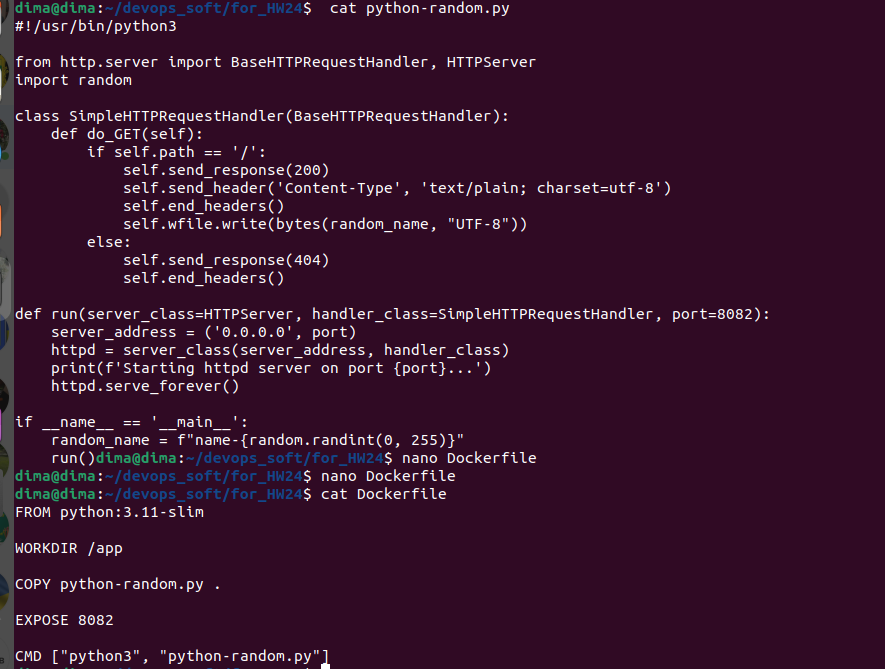 dima@dima:~/devops_soft/for_HW24$  cat python-random.py
#!/usr/bin/python3

from http.server import BaseHTTPRequestHandler, HTTPServer
import random

class SimpleHTTPRequestHandler(BaseHTTPRequestHandler):
    def do_GET(self):
        if self.path == '/':
            self.send_response(200)
            self.send_header('Content-Type', 'text/plain; charset=utf-8')
            self.end_headers()
            self.wfile.write(bytes(random_name, "UTF-8"))
        else:
            self.send_response(404)
            self.end_headers()

def run(server_class=HTTPServer, handler_class=SimpleHTTPRequestHandler, port=8082):
    server_address = ('0.0.0.0', port)
    httpd = server_class(server_address, handler_class)
    print(f'Starting httpd server on port {port}...')
    httpd.serve_forever()

if __name__ == '__main__':
    random_name = f"name-{random.randint(0, 255)}"
    run()dima@dima:~/devops_soft/for_HW24$ nano Dockerfile
dima@dima:~/devops_soft/for_HW24$ nano Dockerfile
dima@dima:~/devops_soft/for_HW24$ cat Dockerfile
FROM python:3.11-slim

WORKDIR /app

COPY python-random.py .

EXPOSE 8082

CMD ["python3", "python-random.py"]